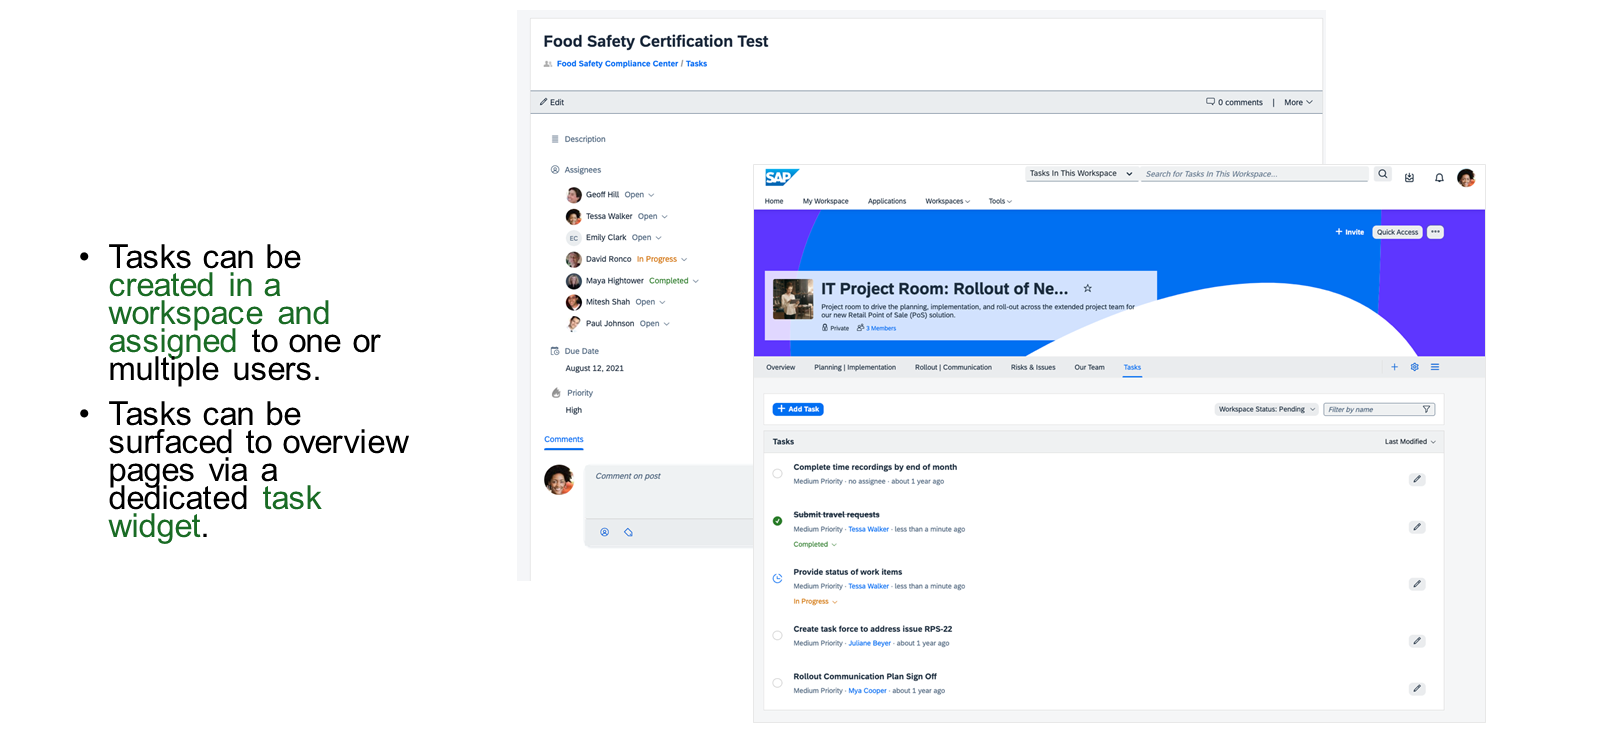 • Tasks can be
created in a
workspace and
assigned to one or
multiple users.
• Tasks can be
surfaced to overview
pages via a
dedicated task
widget.
Food Safety Certification Test
Food Safety Compliance Center / Tasks
Edit
0 comments | More
Description
Assignees
Geoff Hill Open
Tessa Walker Open
EC Emily Clark Open
David Ronco In Progress
Maya Hightower Completed
Mitesh Shah Open
Paul Johnson Open
Due Date
August 12, 2021
Priority
High
Comments
Comment on post
SAP
Tasks In This Workspace Search for Tasks In This Workspace...
Home My Workspace Applications Workspaces Tools
+ Invite Quick Access
IT Project Room: Rollout of Ne...
Project room to drive the planning, implementation, and roll-out across the extended project team for
our new Retail Point of Sale (PoS) solution.
Private 3 Members
Overview Planning | Implementation Rollout | Communication Risks & Issues Our Team Tasks
+ Add Task Workspace Status: Pending Filter by name
Tasks Last Modified
Complete time recordings by end of month
Medium Priority · no assignee · about 1 year ago
Submit travel requests
Medium Priority · Tessa Walker · less than a minute ago
Completed
Provide status of work items
Medium Priority · Tessa Walker · less than a minute ago
In Progress
Create task force to address issue RPS-22
Medium Priority · Juliane Beyer · about 1 year ago
Rollout Communication Plan Sign Off
Medium Priority · Mya Cooper · about 1 year ago